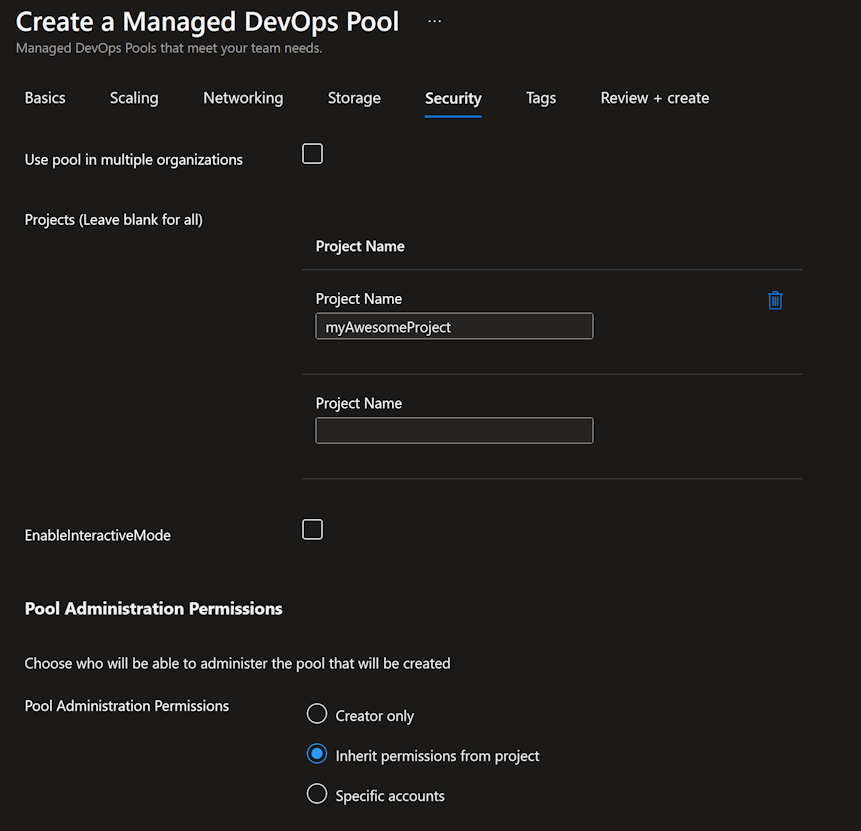 Create a Managed DevOps Pool ...
Managed DevOps Pools that meet your team needs.
Basics Scaling Networking Storage Security Tags Review + create
Use pool in multiple organizations
Projects (Leave blank for all)
Project Name
Project Name
myAwesomeProject
Project Name
EnableInteractiveMode
Pool Administration Permissions
Choose who will be able to administer the pool that will be created
Pool Administration Permissions
Creator only
Inherit permissions from project
Specific accounts